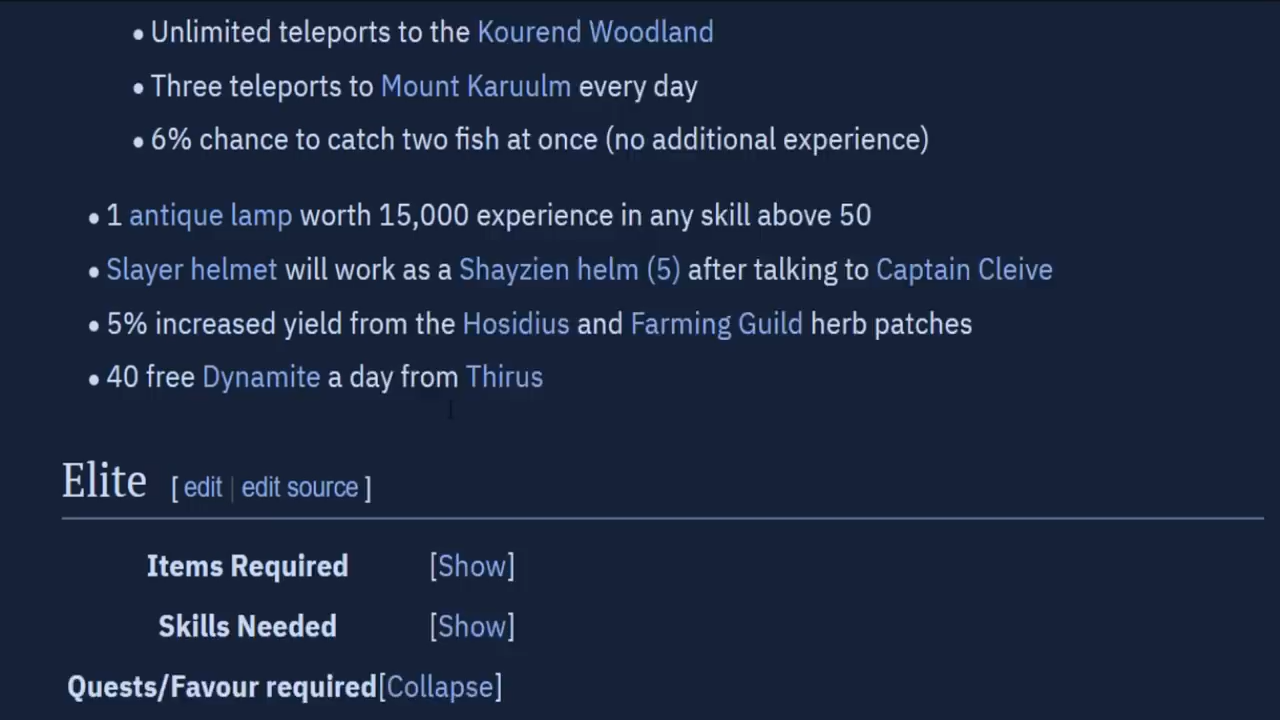 • Unlimited teleports to the Kourend Woodland
• Three teleports to Mount Karuulm every day
• 6% chance to catch two fish at once (no additional experience)
• 1 antique lamp worth 15,000 experience in any skill above 50
• Slayer helmet will work as a Shayzien helm (5) after talking to Captain Cleive
• 5% increased yield from the Hosidius and Farming Guild herb patches
• 40 free Dynamite a day from Thirus
Elite [ edit | edit source ]
Items Required [Show]
Skills Needed [Show]
Quests/Favour required[Collapse]